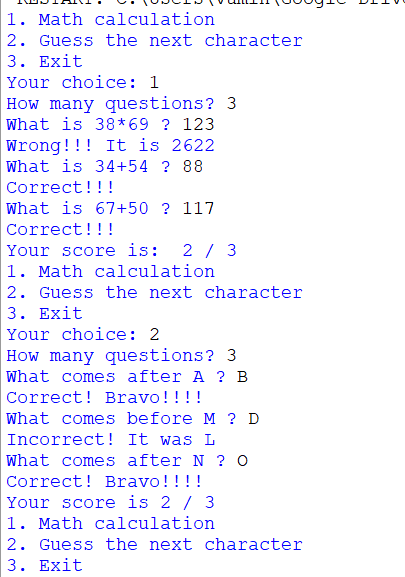 1. Math calculation
2. Guess the next character
3. Exit
Your choice: 1
How many questions? 3
What is 38*69 ? 123
Wrong!!! It is 2622
What is 34+54 ? 88
Correct!!!
What is 67+50 ? 117
Correct!!!
Your score is:  2 / 3
1. Math calculation
2. Guess the next character
3. Exit
Your choice: 2
How many questions? 3
What comes after A ? B
Correct! Bravo!!!!
What comes before M ? D
Incorrect! It was L
What comes after N ? O
Correct! Bravo!!!!
Your score is 2 / 3
1. Math calculation
2. Guess the next character
3. Exit